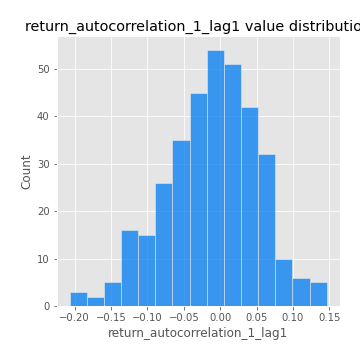 return_autocorrelation_1_lag1 value distributio
50
40
30
20
10
0
Count
−0.20 −0.15 −0.10 −0.05 0.00 0.05 0.10 0.15
return_autocorrelation_1_lag1